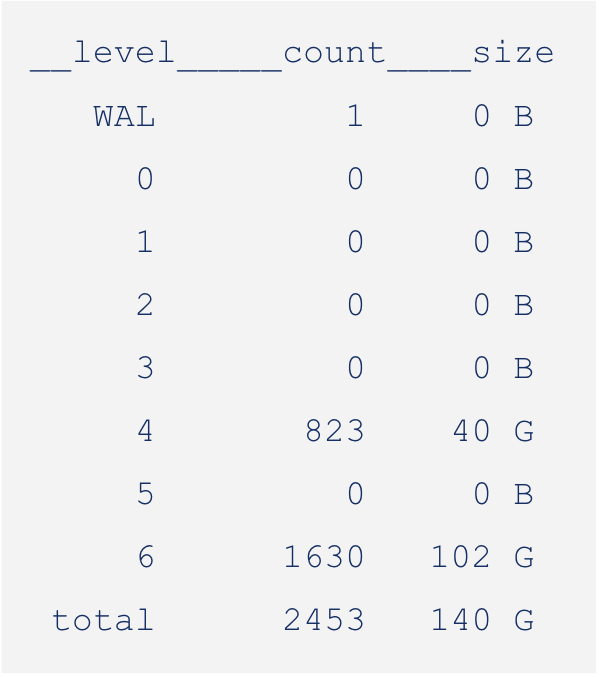 __level_____count____size
WAL 1 0 B
0 0 0 B
1 0 0 B
2 0 0 B
3 0 0 B
4 823 40 G
5 0 0 B
6 1630 102 G
total 2453 140 G